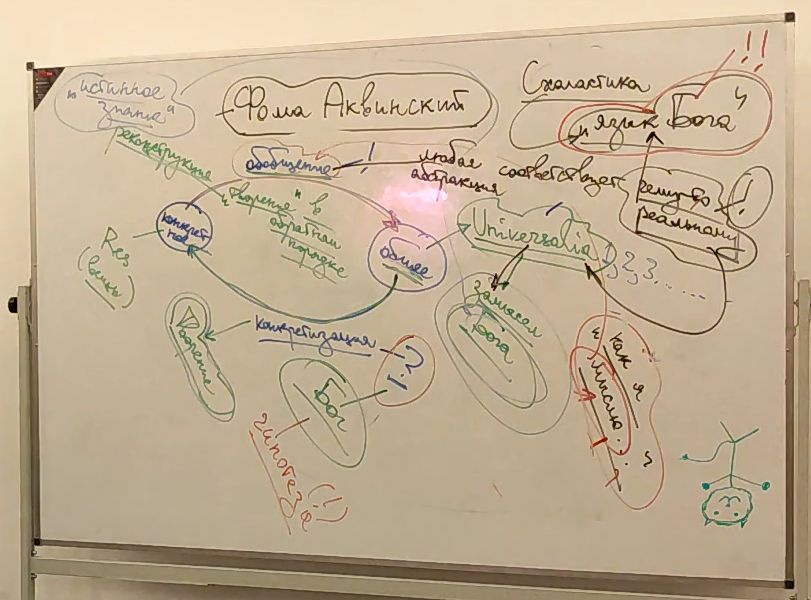 "истинное
знание"
Фома Аквинский
Схоластика
"язык Бога"
!!
реконструкция
обобщение – !
любая
абстракция
соответствует
чему-то
реальному
!
"творение" в
обратном
порядке
конкрет
ное
общее
Universalia 1, 2, 3......
Res
(вещь)
замысел
Бога
Творение
конкретизация
?!
Бог
гипотеза (!)
"как я
мыслю..."